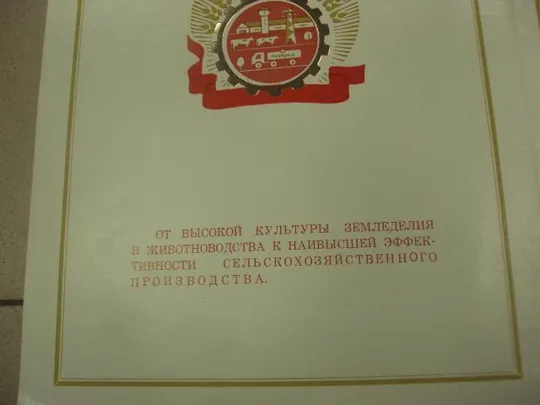 ОТ ВЫСОКОЙ КУЛЬТУРЫ ЗЕМЛЕДЕЛИЯ
И ЖИВОТНОВОДСТВА К НАИВЫСШЕЙ ЭФФЕК-
ТИВНОСТИ СЕЛЬСКОХОЗЯЙСТВЕННОГО
ПРОИЗВОДСТВА.